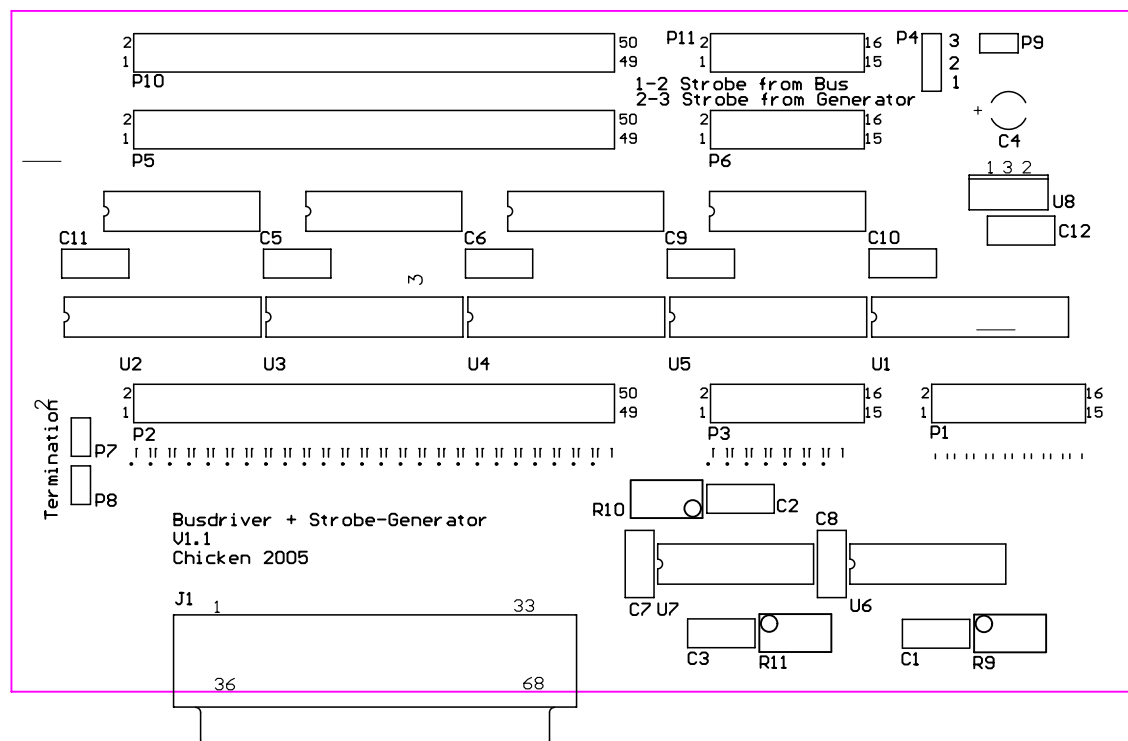 2 50 P11 2 16 P4 3 P9
1 49 1 15 2
P10 1
1-2 Strobe from Bus
2-3 Strobe from Generator
2 50 2 16 +
1 49 1 15 C4
P5 P6
1 3 2
U8
C11 C5 C6 C9 C10 C12
3
U2 U3 U4 U5 U1
2 50 2 16 2 16
1 49 1 15 1 15
P2 P3 P1
2
Termination
P7
P8
R10 C2 C8
Busdriver + Strobe-Generator
V1.1
Chicken 2005
C7 U7 U6
J1 1 33
C3 R11 C1 R9
36 68